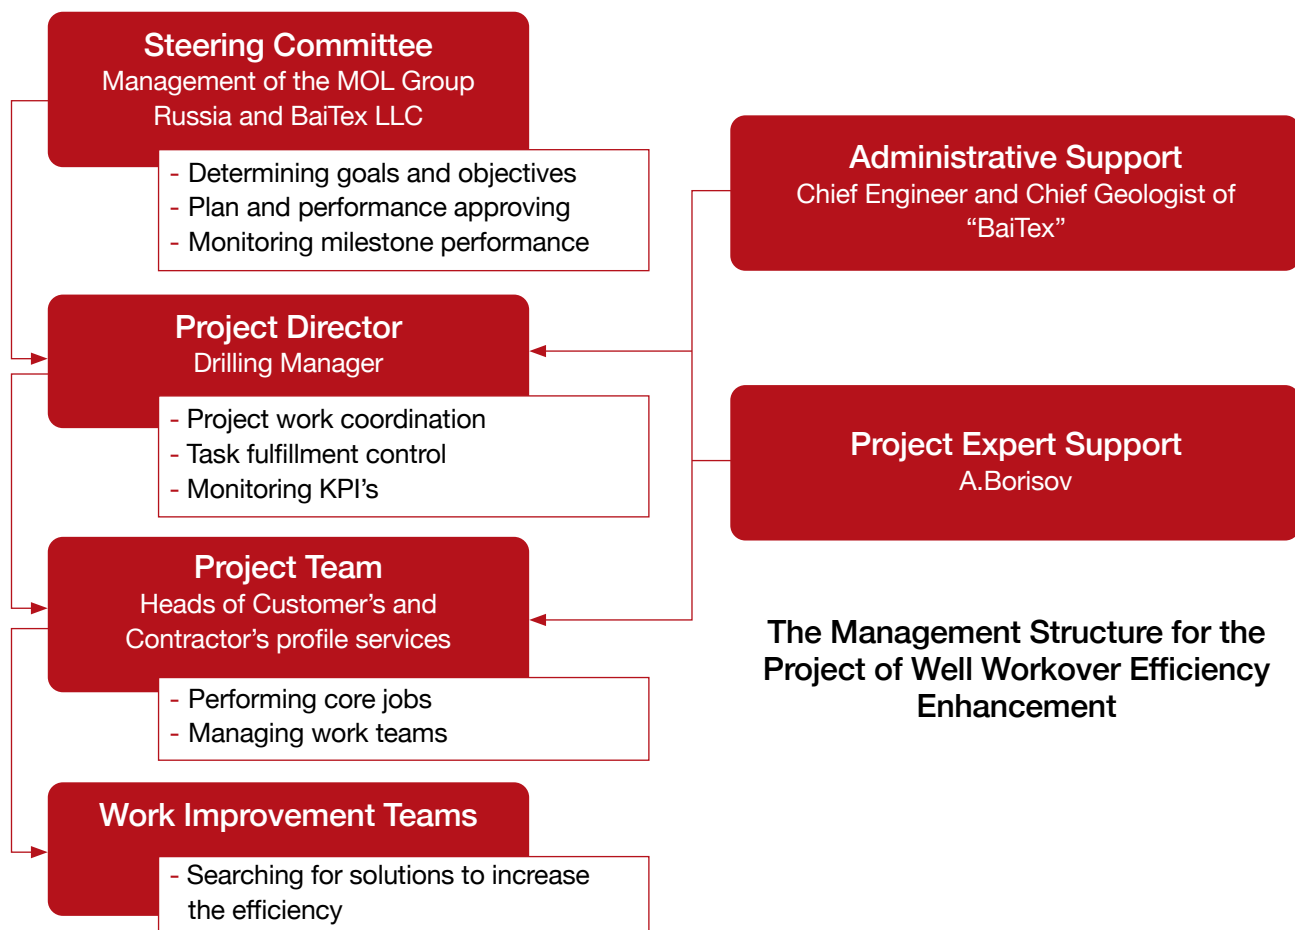 Steering Committee
Management of the MOL Group
Russia and BaiTex LLC
- Determining goals and objectives
- Plan and performance approving
- Monitoring milestone performance
Project Director
Drilling Manager
- Project work coordination
- Task fulfillment control
- Monitoring KPI’s
Project Team
Heads of Customer’s and
Contractor’s profile services
- Performing core jobs
- Managing work teams
Work Improvement Teams
- Searching for solutions to increase
the efficiency
Administrative Support
Chief Engineer and Chief Geologist of
“BaiTex”
Project Expert Support
A.Borisov
The Management Structure for the
Project of Well Workover Efficiency
Enhancement